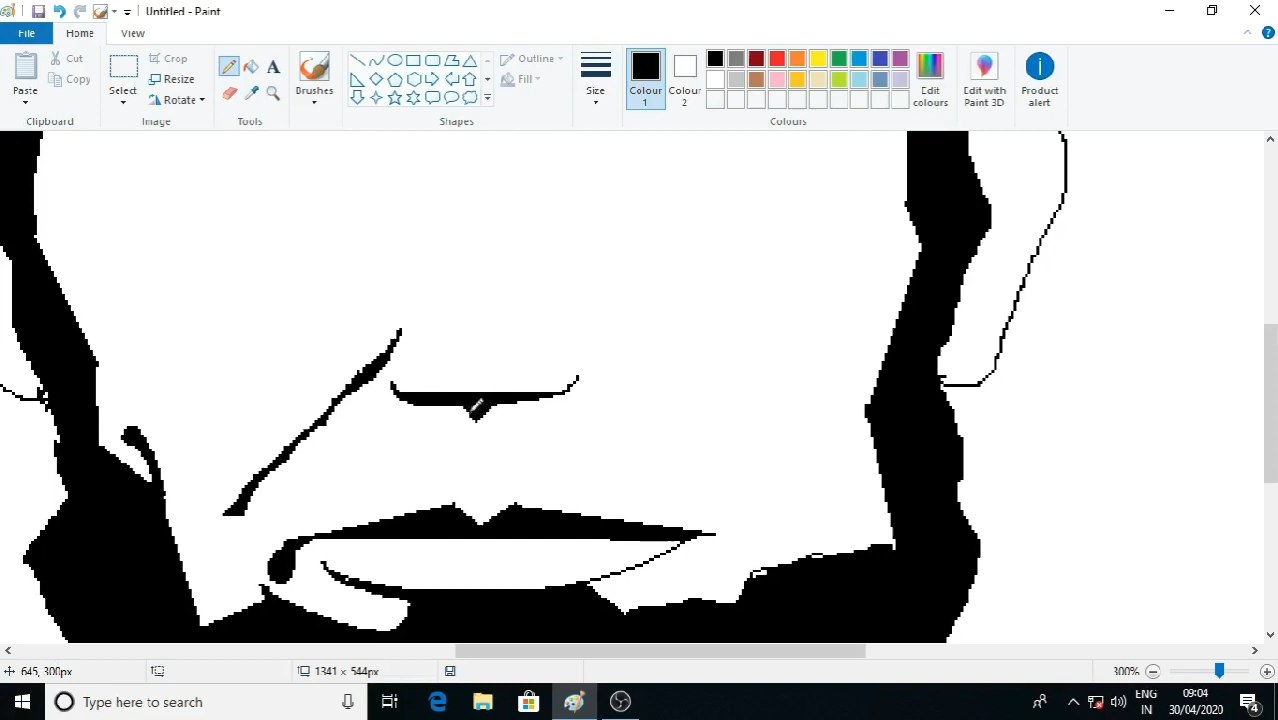 Untitled - Paint
File
Home
View
Paste
Cut
Copy
Clipboard
Select
Crop
Resize
Rotate
Image
A
Tools
Brushes
Outline
Fill
Shapes
Size
Colour 1
Colour 2
Edit colours
Colours
Edit with Paint 3D
Product alert
645, 300px
1341 × 544px
300%
Type here to search
ENG
IN
09:04
30/04/2020
4